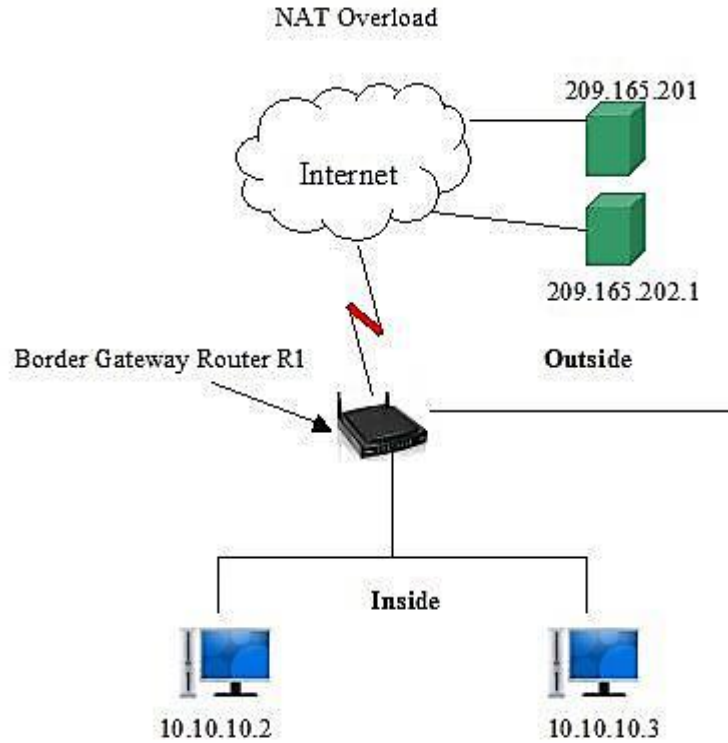 NAT Overload
209.165.201
Internet
209.165.202.1
Border Gateway Router R1
Outside
Inside
10.10.10.2
10.10.10.3